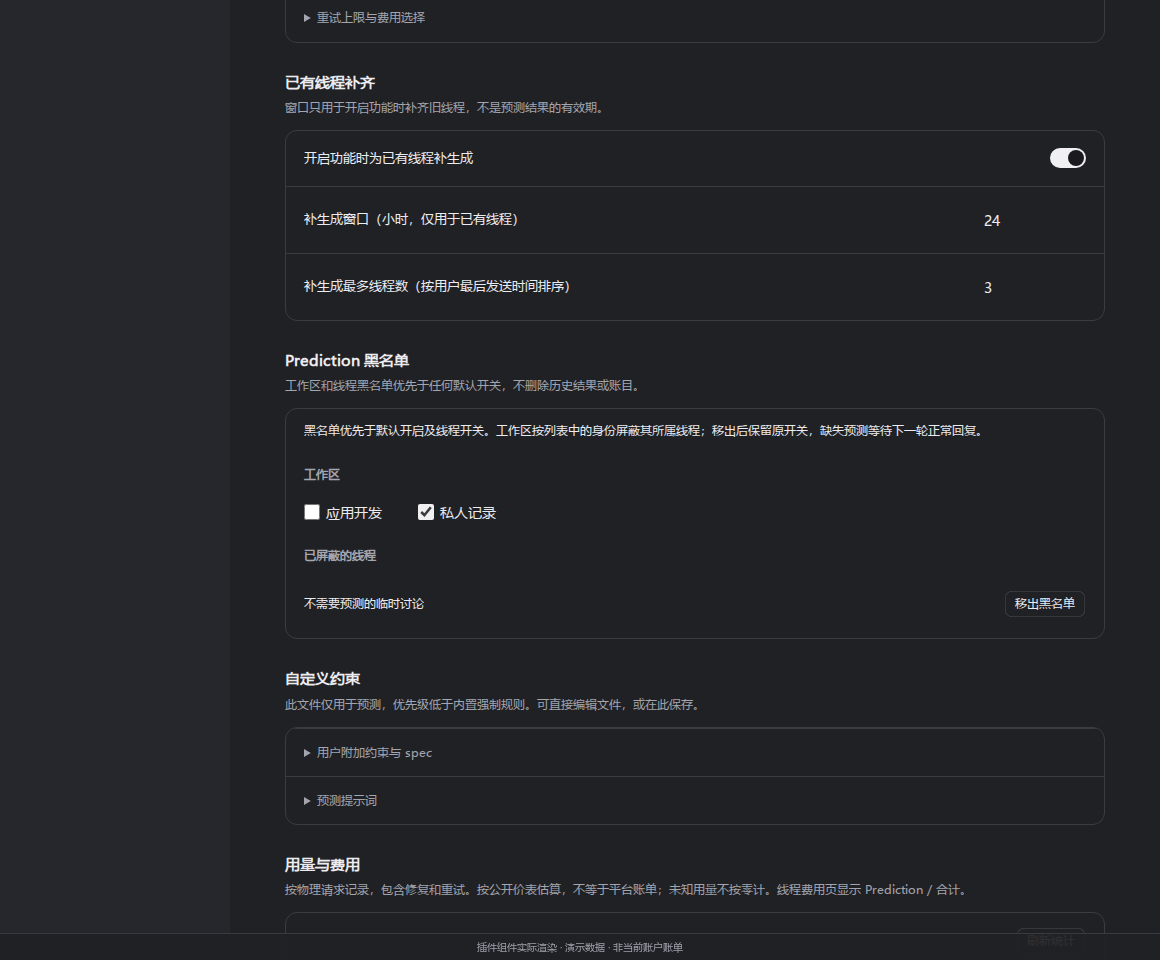 重试上限与费用选择
已有线程补齐
窗口只用于开启功能时补齐旧线程，不是预测结果的有效期。
开启功能时为已有线程补生成
补生成窗口（小时，仅用于已有线程） 24
补生成最多线程数（按用户最后发送时间排序） 3
Prediction 黑名单
工作区和线程黑名单优先于任何默认开关，不删除历史结果或账目。
黑名单优先于默认开启及线程开关。工作区按列表中的身份屏蔽其所属线程；移出后保留原开关，缺失预测等待下一轮正常回复。
工作区
应用开发 私人记录
已屏蔽的线程
不需要预测的临时讨论 移出黑名单
自定义约束
此文件仅用于预测，优先级低于内置强制规则。可直接编辑文件，或在此保存。
用户附加约束与 spec
预测提示词
用量与费用
按物理请求记录，包含修复和重试。按公开价表估算，不等于平台账单；未知用量不按零计。线程费用页显示 Prediction / 合计。
刷新统计
插件组件实际渲染 · 演示数据 · 非当前账户账单